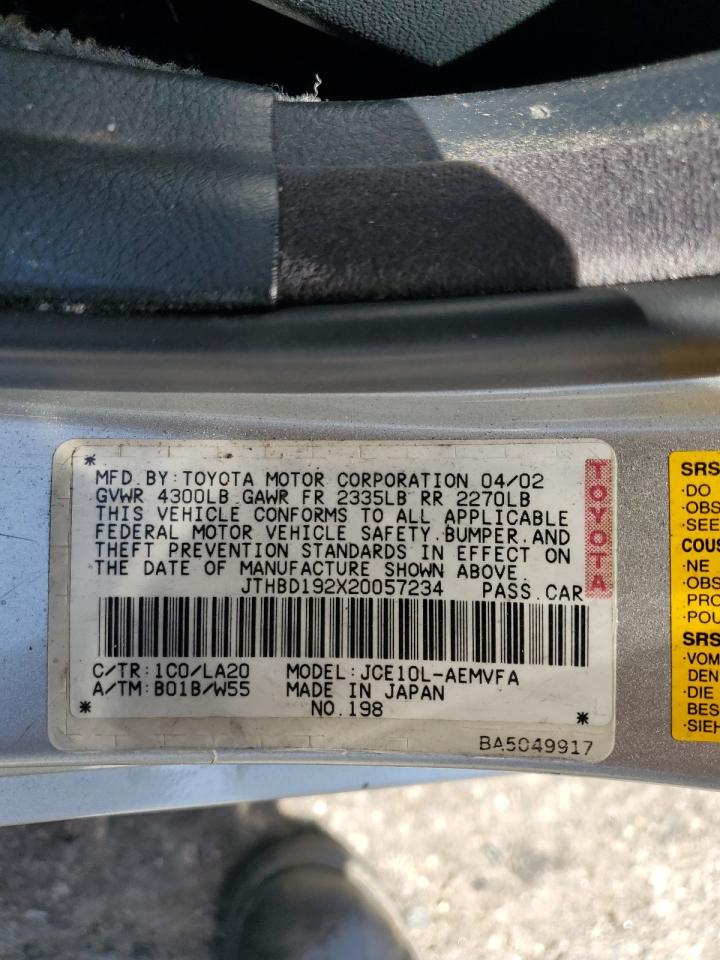 MFD. BY: TOYOTA MOTOR CORPORATION 04/02
GVWR 4300LB GAWR FR 2335LB RR 2270LB
THIS VEHICLE CONFORMS TO ALL APPLICABLE
FEDERAL MOTOR VEHICLE SAFETY.BUMPER.AND
THEFT PREVENTION STANDARDS IN EFFECT ON
THE DATE OF MANUFACTURE SHOWN ABOVE.
JTHBD192X20057234 PASS.CAR
C/TR:1C0/LA20 MODEL:JCE10L-AEMVFA
A/TM:B01B/W55 MADE IN JAPAN
* NO.198 *
BA5049917
*
TOYOTA
SRS
·DO
·OBS
·SEE
COUS
·NE
·OBS
PRO
·POU
SRS
·VOM
DEN
·DIE
BES
·SIEH